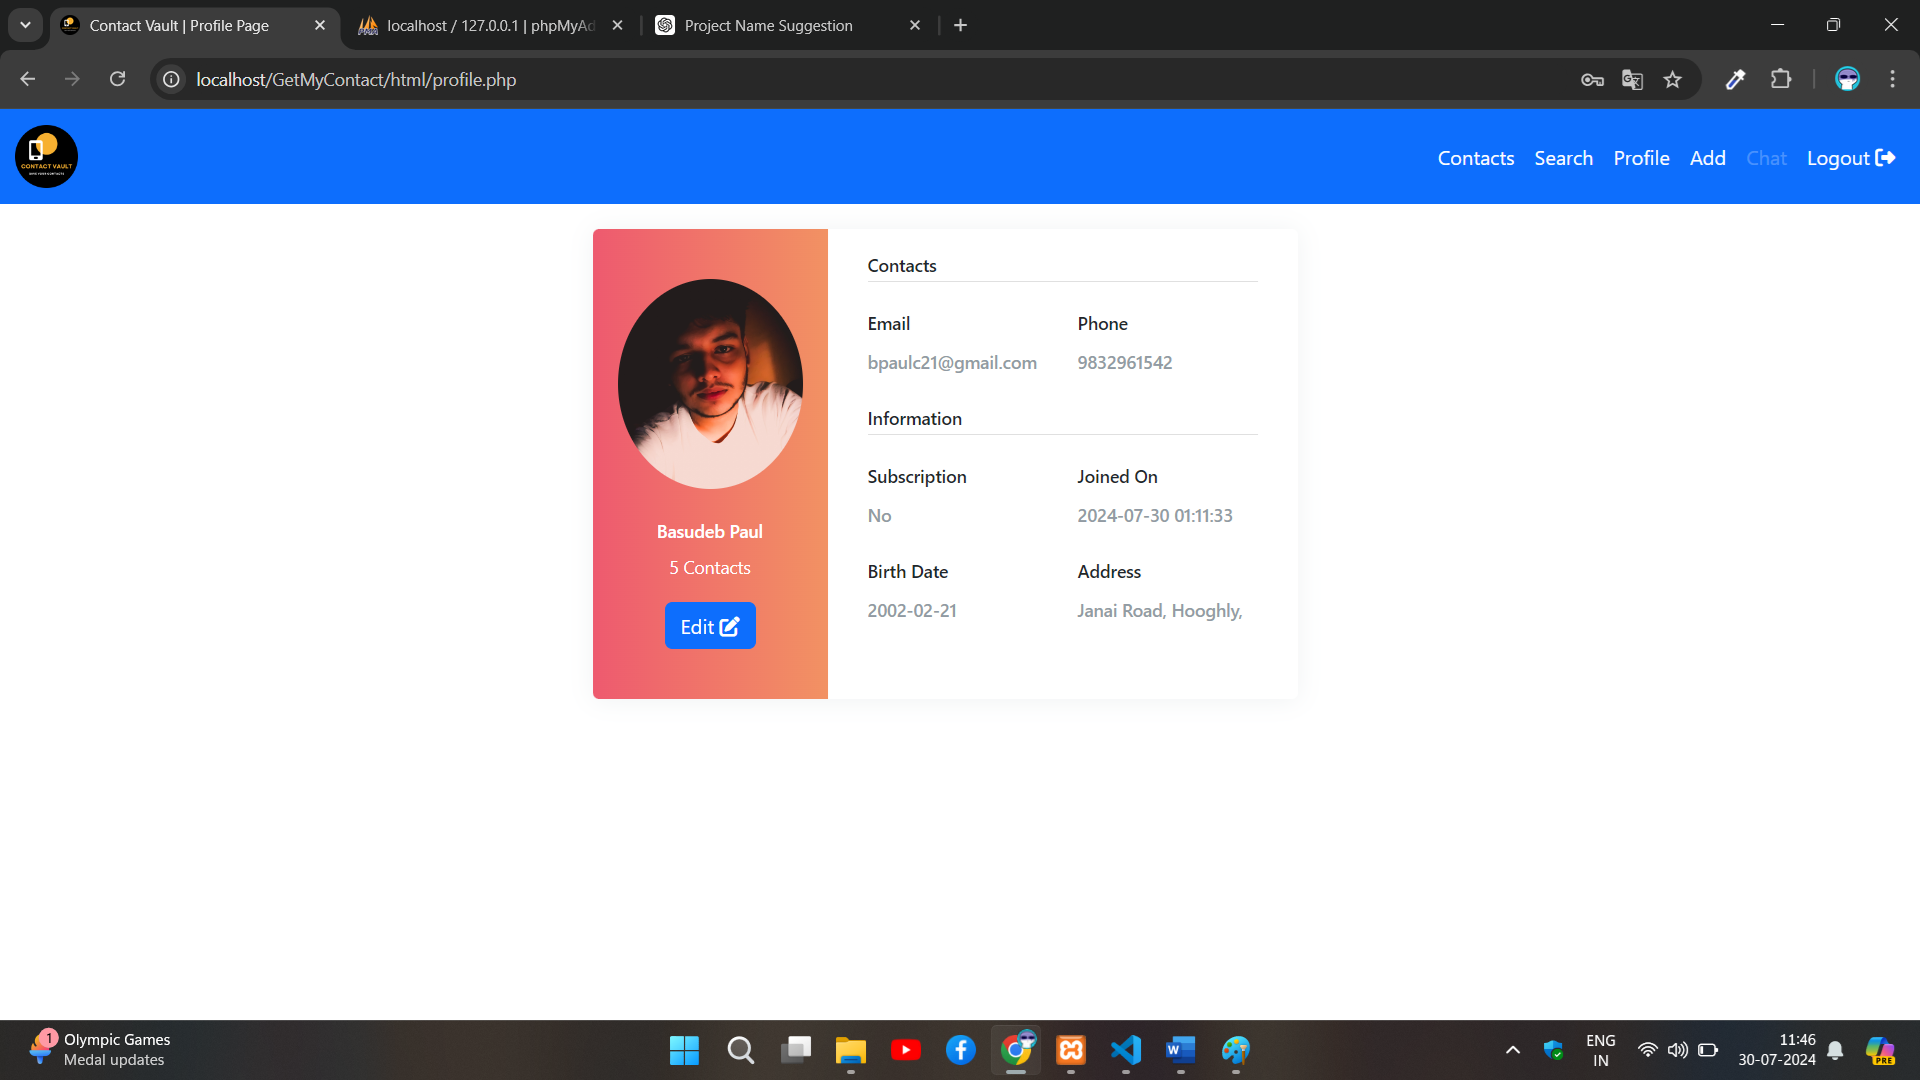 Contact Vault | Profile Page
localhost / 127.0.0.1 | phpMyAd
Project Name Suggestion
localhost/GetMyContact/html/profile.php
CONTACT VAULT
Contacts Search Profile Add Chat Logout
Contacts
Email Phone
bpaulc21@gmail.com 9832961542
Information
Subscription Joined On
No 2024-07-30 01:11:33
Birth Date Address
2002-02-21 Janai Road, Hooghly,
Basudeb Paul
5 Contacts
Edit
1
Olympic Games
Medal updates
W
ENG
IN
11:46
30-07-2024
PRE